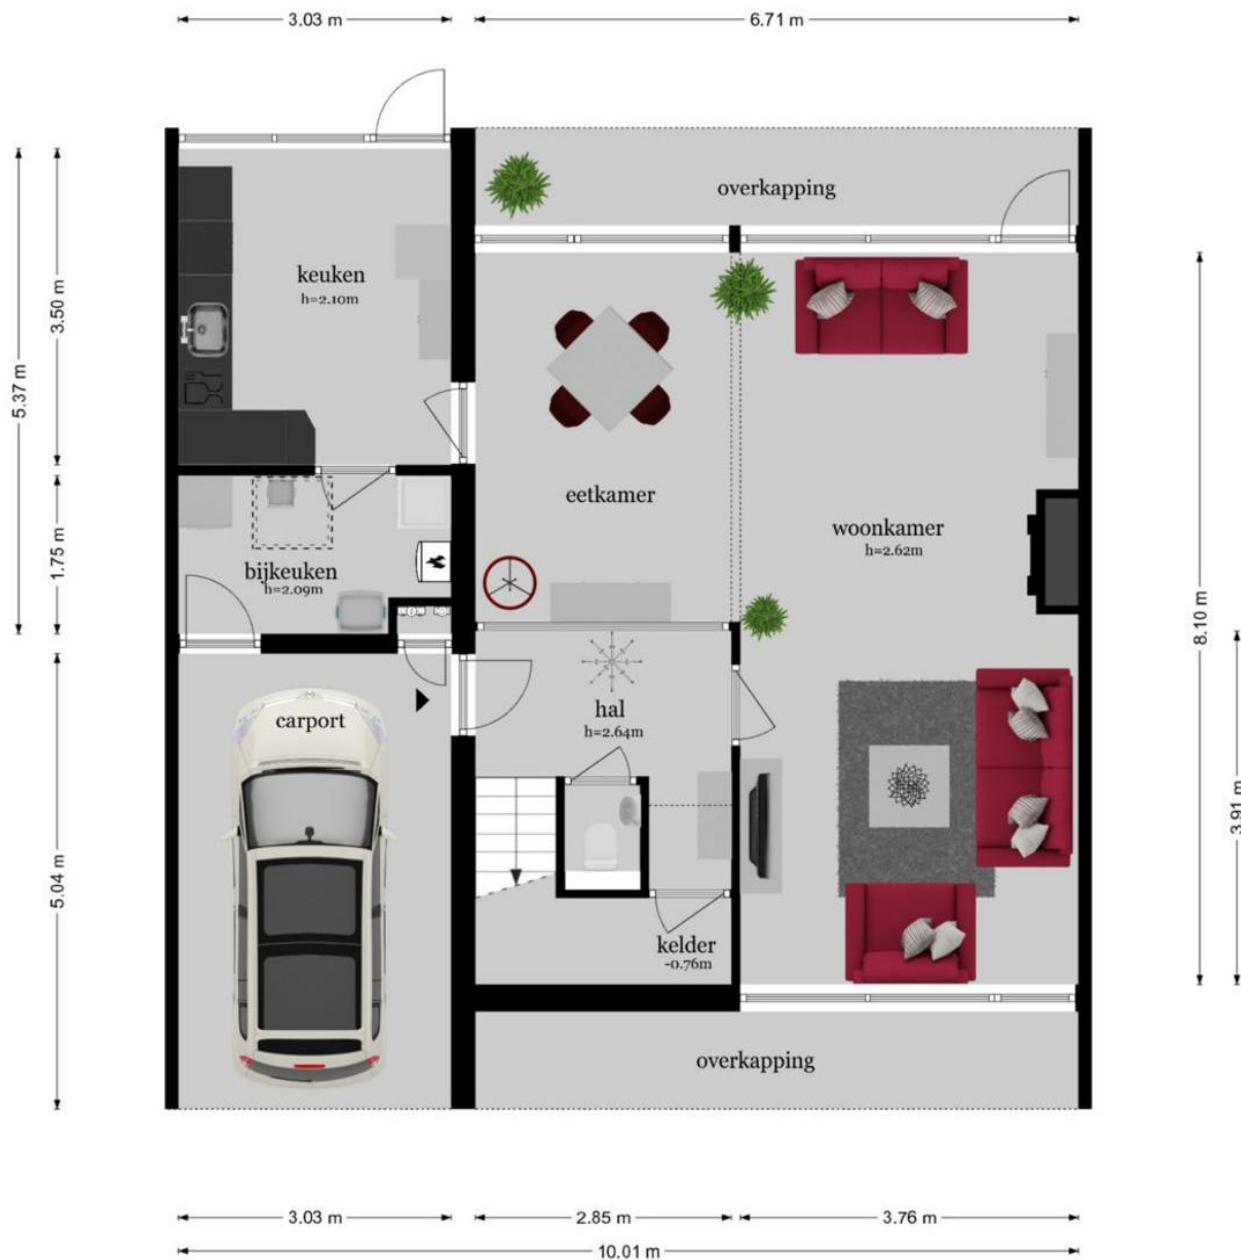 3.03 m
6.71 m
overkapping
keuken
h=2.10m
3.50 m
5.37 m
eetkamer
woonkamer
h=2.62m
1.75 m
bijkeuken
h=2.09m
8.10 m
hal
h=2.64m
carport
3.91 m
5.04 m
kelder
-0.76m
overkapping
3.03 m
2.85 m
3.76 m
10.01 m